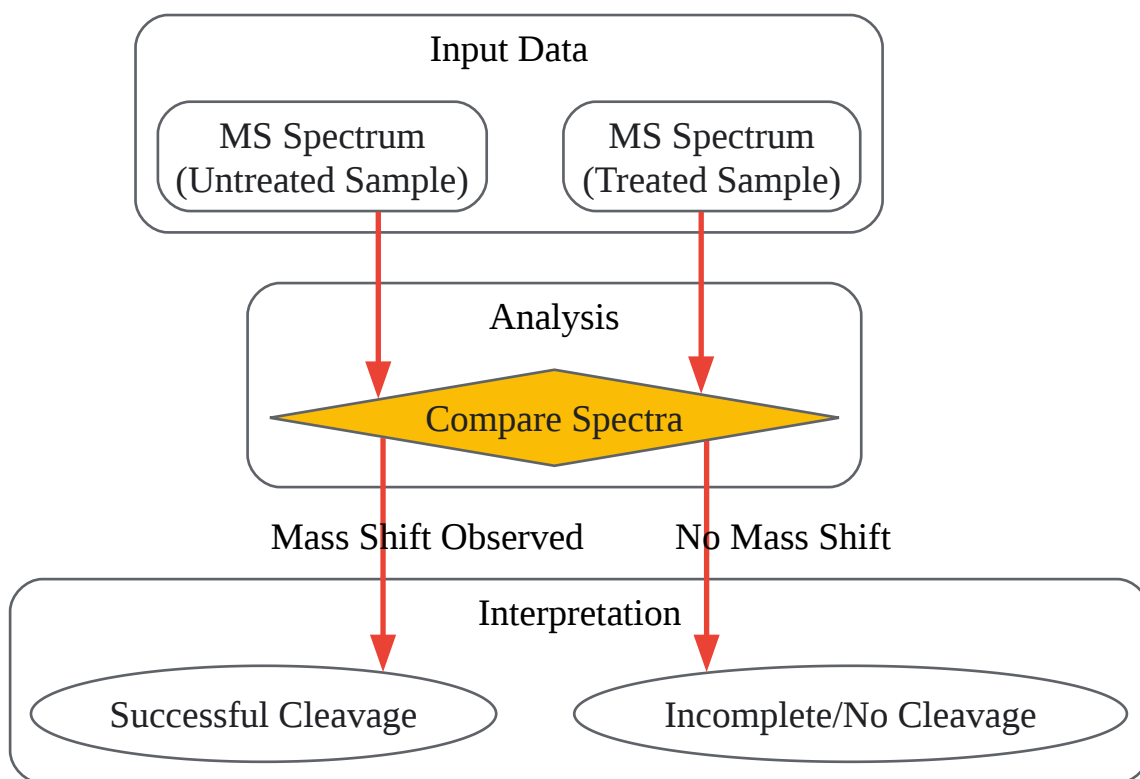 Input Data
MS Spectrum
(Untreated Sample)
MS Spectrum
(Treated Sample)
Analysis
Compare Spectra
Mass Shift Observed
No Mass Shift
Interpretation
Successful Cleavage
Incomplete/No Cleavage